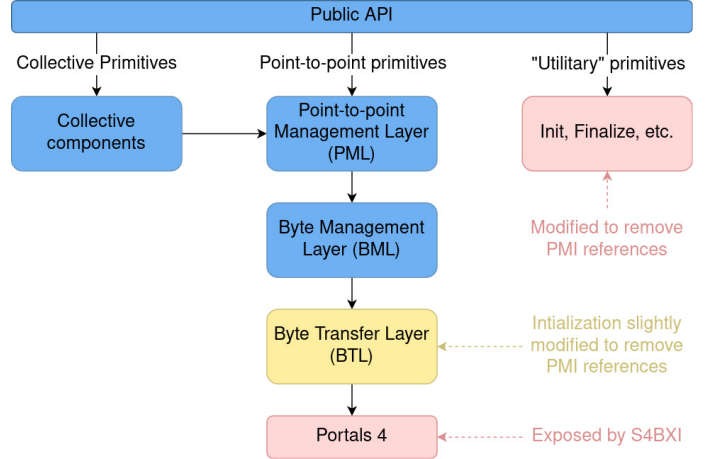 Public API
Collective Primitives
Point-to-point primitives
"Utilitary" primitives
Collective
components
Point-to-point
Management Layer
(PML)
Init, Finalize, etc.
Modified to remove
PMI references
Byte Management
Layer (BML)
Byte Transfer Layer
(BTL)
Intialization slightly
modified to remove
PMI references
Portals 4
Exposed by S4BXI